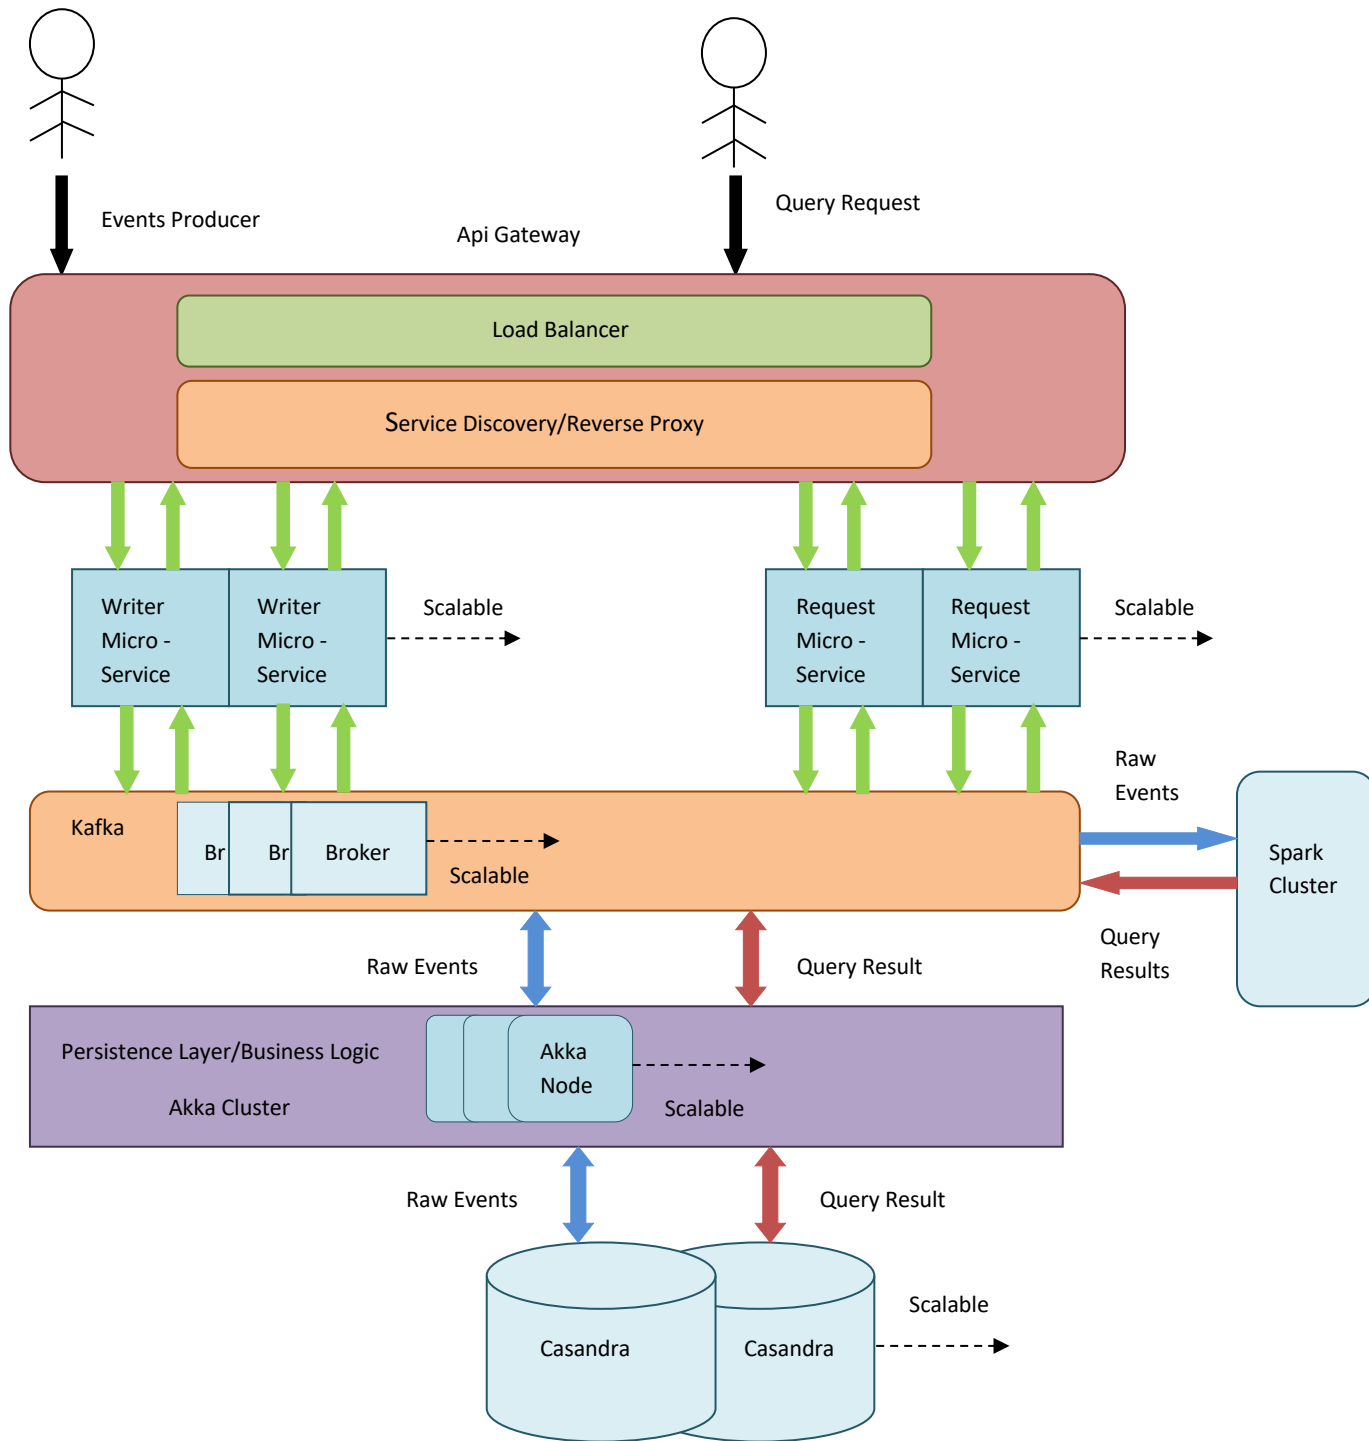 Events Producer
Query Request
Api Gateway
Load Balancer
Service Discovery/Reverse Proxy
Writer
Micro -
Service
Writer
Micro -
Service
Scalable
Request
Micro -
Service
Request
Micro -
Service
Scalable
Raw
Events
Kafka
Br
Br
Broker
Scalable
Spark
Cluster
Query
Results
Raw Events
Query Result
Persistence Layer/Business Logic
Akka Cluster
Akka
Node
Scalable
Raw Events
Query Result
Casandra
Casandra
Scalable